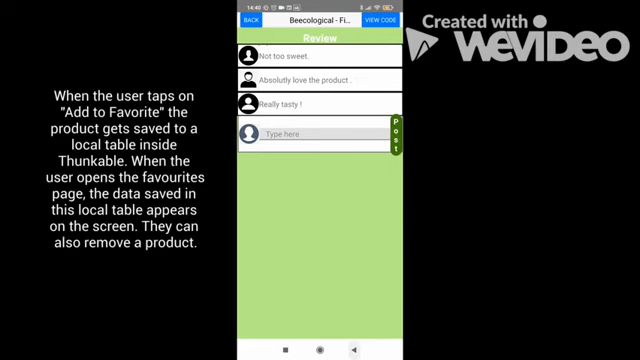 14:40
BACK
Beecological - Fi...
VIEW CODE
Created with
WEVIDEO
Review
Not too sweet.
Absolutly love the product .
Really tasty !
Type here
Post
When the user taps on
"Add to Favorite" the
product gets saved to a
local table inside
Thunkable. When the
user opens the favourites
page, the data saved in
this local table appears
on the screen. They can
also remove a product.